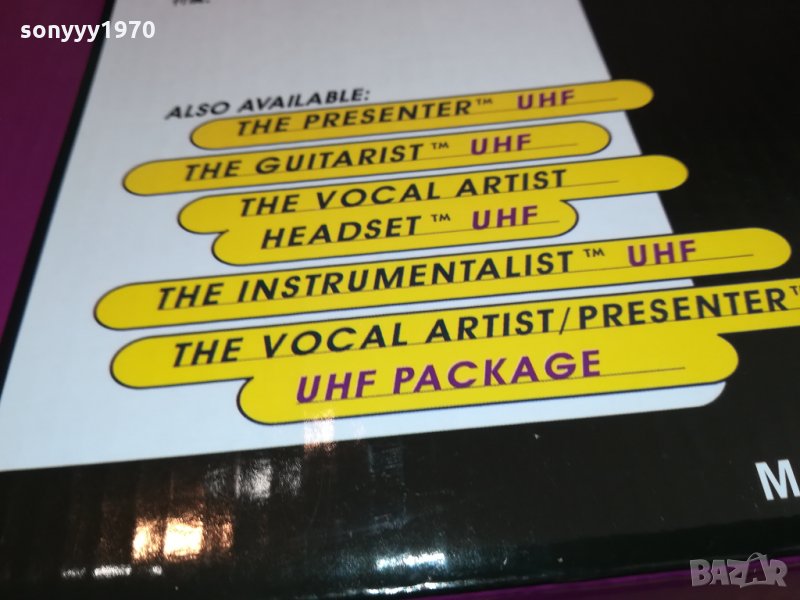 sonyyy1970
ALSO AVAILABLE:
THE PRESENTER™ UHF
THE GUITARIST™ UHF
THE VOCAL ARTIST
HEADSET™ UHF
THE INSTRUMENTALIST™ UHF
THE VOCAL ARTIST/PRESENTER™
UHF PACKAGE
M
BAZAR